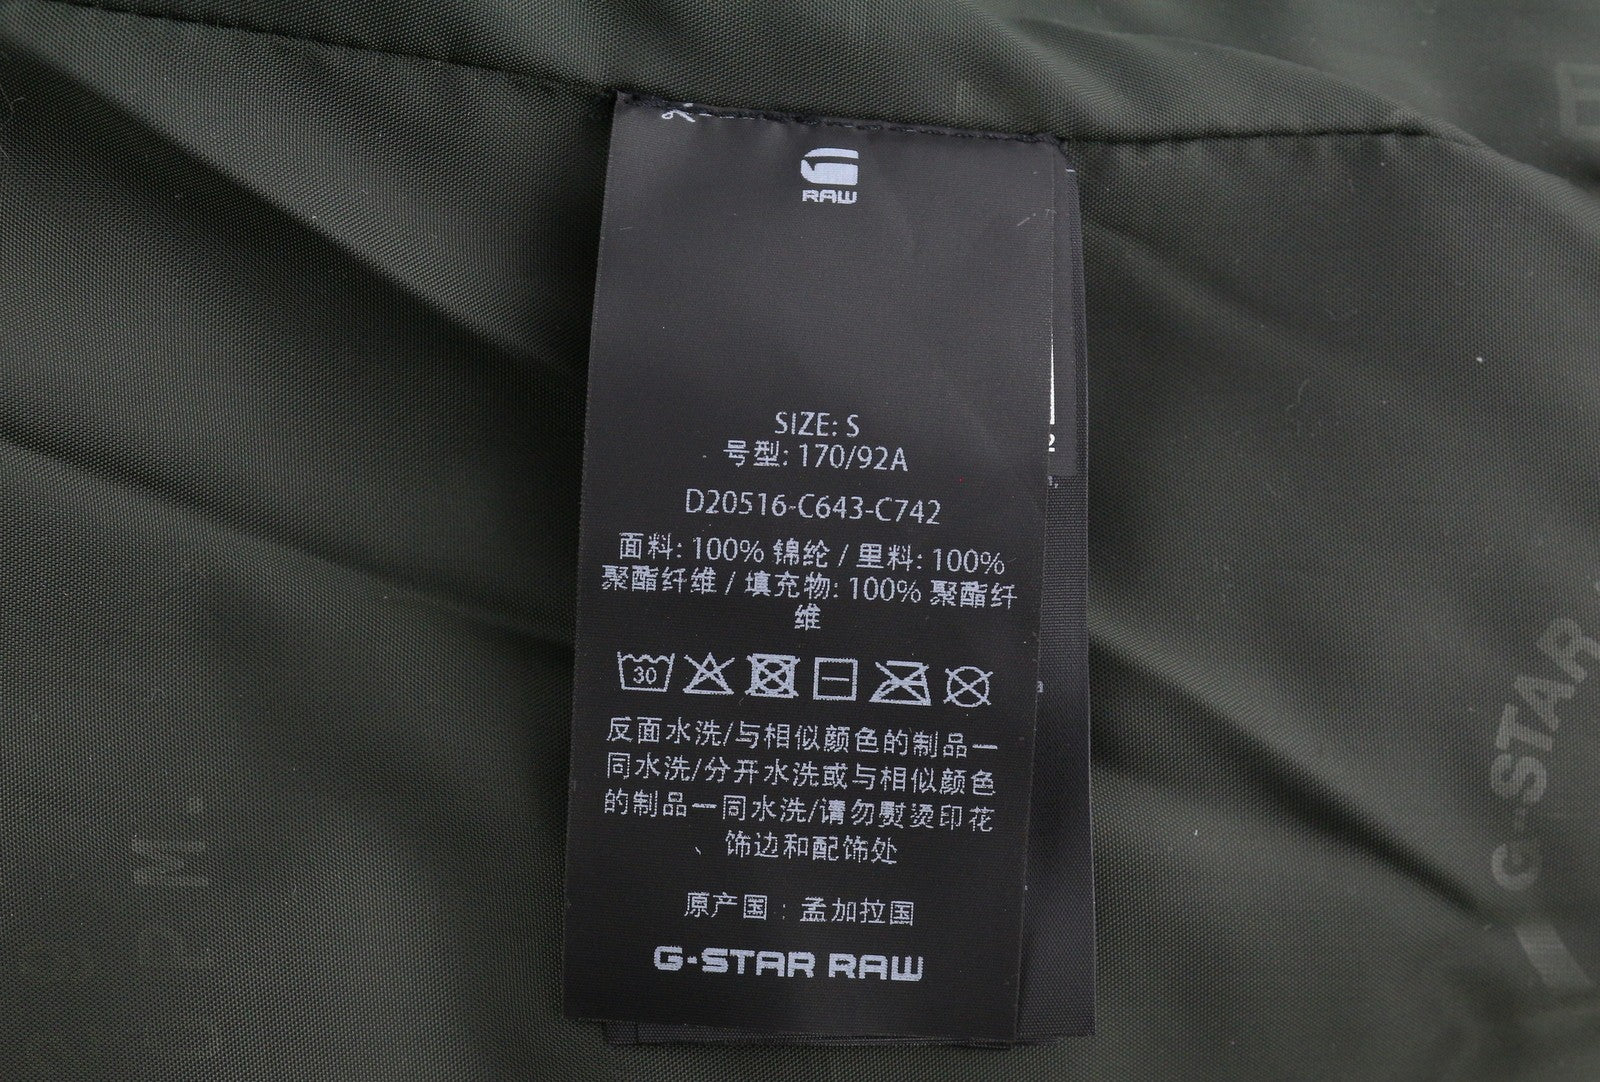 RAW
SIZE: S
号型: 170/92A
D20516-C643-C742
面料: 100% 锦纶 / 里料: 100%
聚酯纤维 / 填充物: 100% 聚酯纤
维
30
反面水洗/与相似颜色的制品一
同水洗/分开水洗或与相似颜色
的制品一同水洗/请勿熨烫印花
、 饰边和配饰处
原产国：孟加拉国
G-STAR RAW
G-STAR